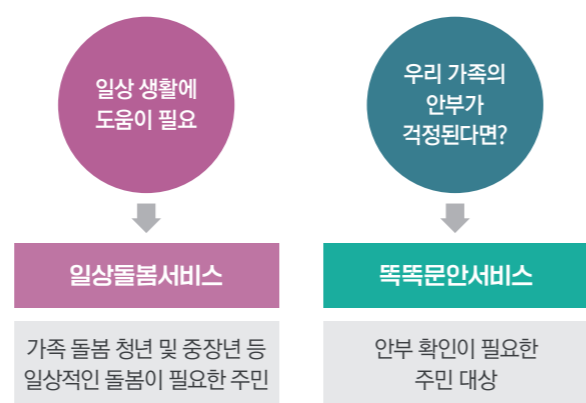 일상 생활에
도움이 필요
우리 가족의
안부가
걱정된다면?
일상돌봄서비스
똑똑문안서비스
가족 돌봄 청년 및 중장년 등
일상적인 돌봄이 필요한 주민
안부 확인이 필요한
주민 대상